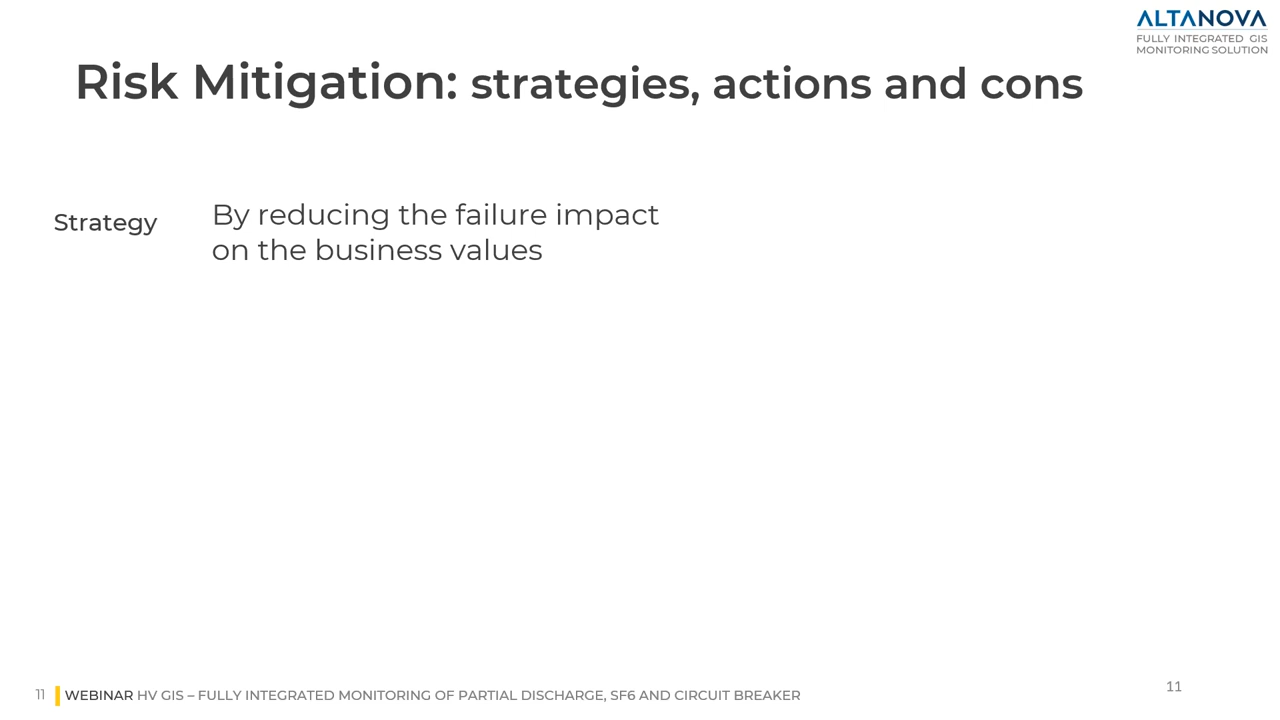 ALTANOVA
FULLY INTEGRATED GIS
MONITORING SOLUTION
Risk Mitigation: strategies, actions and cons
Strategy
By reducing the failure impact
on the business values
11 WEBINAR HV GIS – FULLY INTEGRATED MONITORING OF PARTIAL DISCHARGE, SF6 AND CIRCUIT BREAKER
11